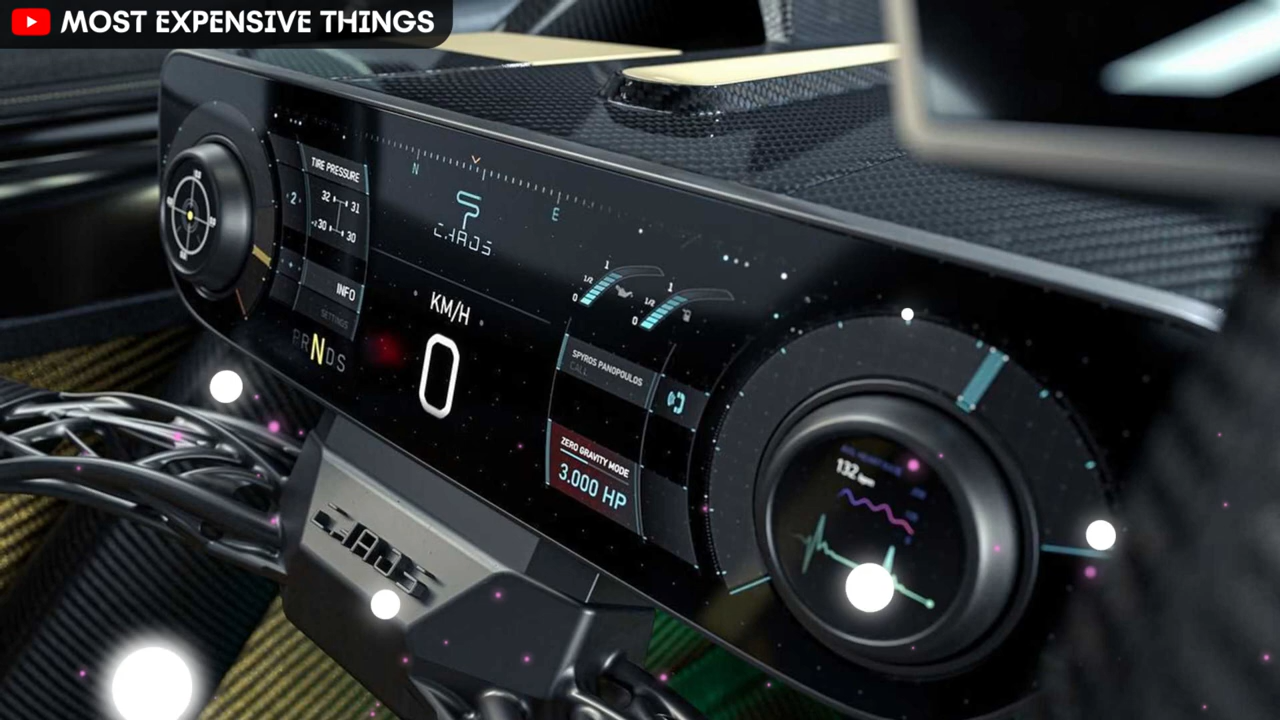 MOST EXPENSIVE THINGS
TIRE PRESSURE
2
32 31
30 30
INFO
SETTINGS
PRNDS
N
E
CHAOS
KM/H
0
1
1/2
0
1
1/2
0
SPYROS PANOPOULOS
CALL
ZERO GRAVITY MODE
3.000 HP
132 bpm
CHAOS